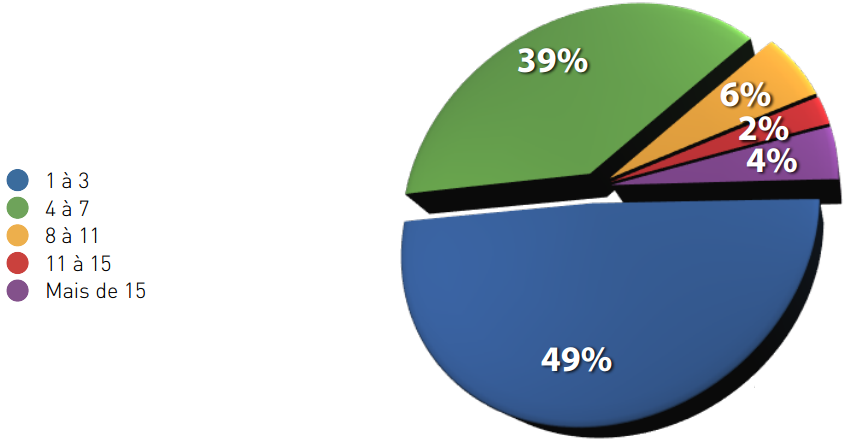 1 à 3
4 à 7
8 à 11
11 à 15
Mais de 15
39%
6%
2%
4%
49%